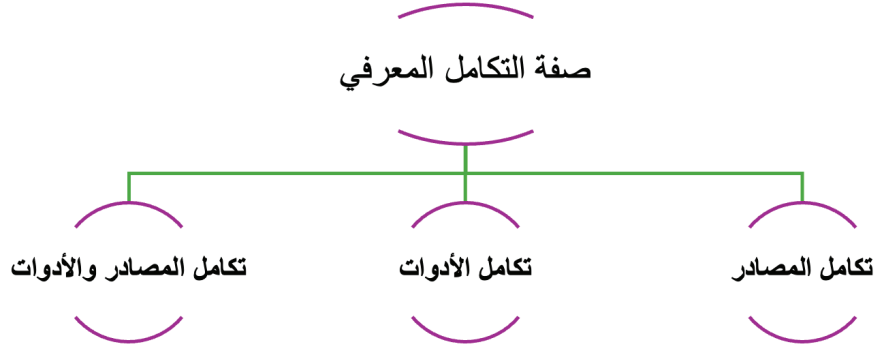 صفة التكامل المعرفي
تكامل المصادر
تكامل الأدوات
تكامل المصادر والأدوات